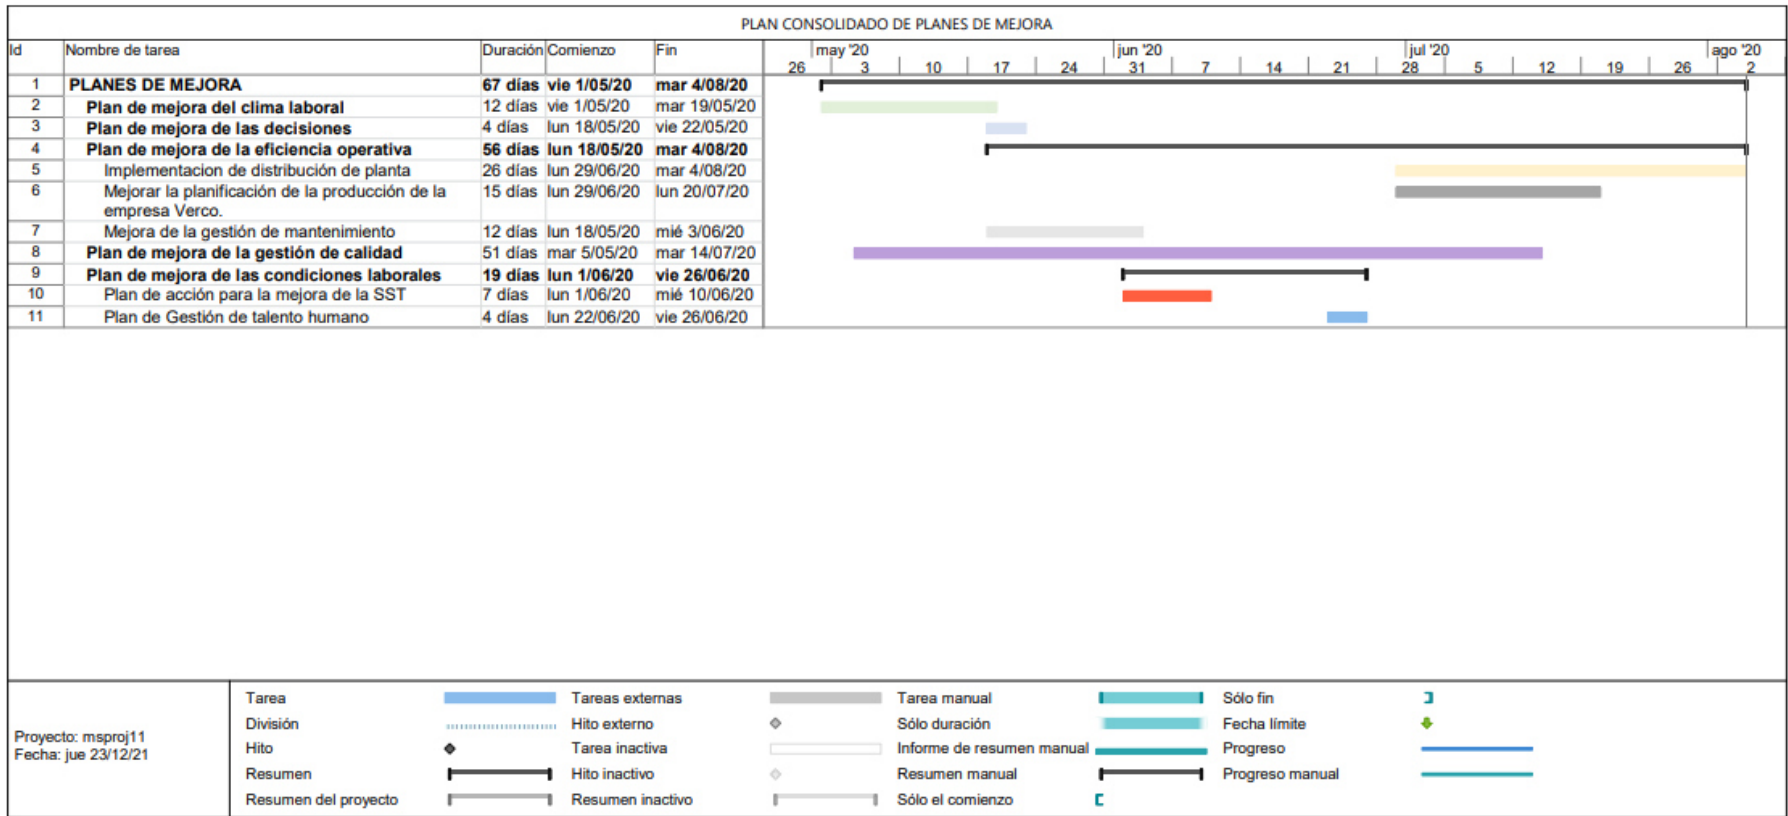 PLAN CONSOLIDADO DE PLANES DE MEJORA
Id Nombre de tarea Duración Comienzo Fin may '20 jun '20 jul '20 ago '20
26 3 10 17 24 31 7 14 21 28 5 12 19 26 2
1 PLANES DE MEJORA 67 días vie 1/05/20 mar 4/08/20
2 Plan de mejora del clima laboral 12 días vie 1/05/20 mar 19/05/20
3 Plan de mejora de las decisiones 4 días lun 18/05/20 vie 22/05/20
4 Plan de mejora de la eficiencia operativa 56 días lun 18/05/20 mar 4/08/20
5 Implementacion de distribución de planta 26 días lun 29/06/20 mar 4/08/20
6 Mejorar la planificación de la producción de la 15 días lun 29/06/20 lun 20/07/20
empresa Verco.
7 Mejora de la gestión de mantenimiento 12 días lun 18/05/20 mié 3/06/20
8 Plan de mejora de la gestión de calidad 51 días mar 5/05/20 mar 14/07/20
9 Plan de mejora de las condiciones laborales 19 días lun 1/06/20 vie 26/06/20
10 Plan de acción para la mejora de la SST 7 días lun 1/06/20 mié 10/06/20
11 Plan de Gestión de talento humano 4 días lun 22/06/20 vie 26/06/20
Proyecto: msproj11
Fecha: jue 23/12/21
Tarea Tareas externas Tarea manual Sólo fin
División Hito externo Sólo duración Fecha límite
Hito Tarea inactiva Informe de resumen manual Progreso
Resumen Hito inactivo Resumen manual Progreso manual
Resumen del proyecto Resumen inactivo Sólo el comienzo